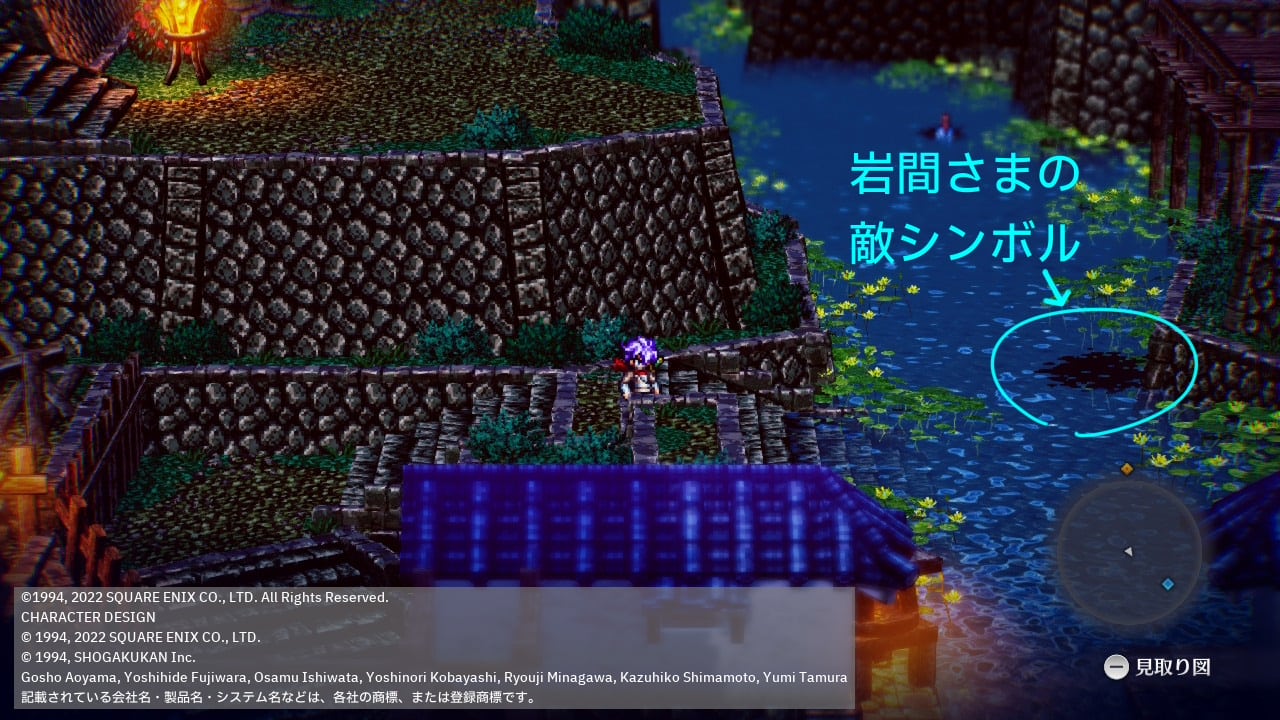 岩間さまの
敵シンボル
見取り図
©1994, 2022 SQUARE ENIX CO., LTD. All Rights Reserved.
CHARACTER DESIGN
© 1994, 2022 SQUARE ENIX CO., LTD.
© 1994, SHOGAKUKAN Inc.
Gosho Aoyama, Yoshihide Fujiwara, Osamu Ishiwata, Yoshinori Kobayashi, Ryouji Minagawa, Kazuhiko Shimamoto, Yumi Tamura
記載されている会社名・製品名・システム名などは、各社の商標、または登録商標です。